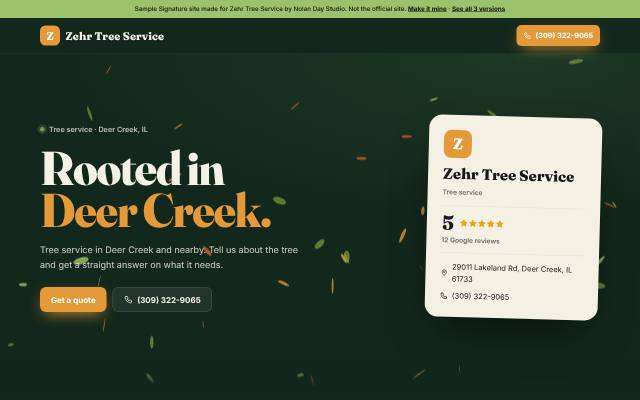 Sample Signature site made for Zehr Tree Service by Nolan Day Studio. Not the official site. Make it mine · See all 3 versions
Z Zehr Tree Service
(309) 322-9065
Tree service · Deer Creek, IL
Rooted in
Deer Creek.
Tree service in Deer Creek and nearby. Tell us about the tree
and get a straight answer on what it needs.
Get a quote
(309) 322-9065
Z
Zehr Tree Service
Tree service
5 ★★★★★
12 Google reviews
29011 Lakeland Rd, Deer Creek, IL
61733
(309) 322-9065